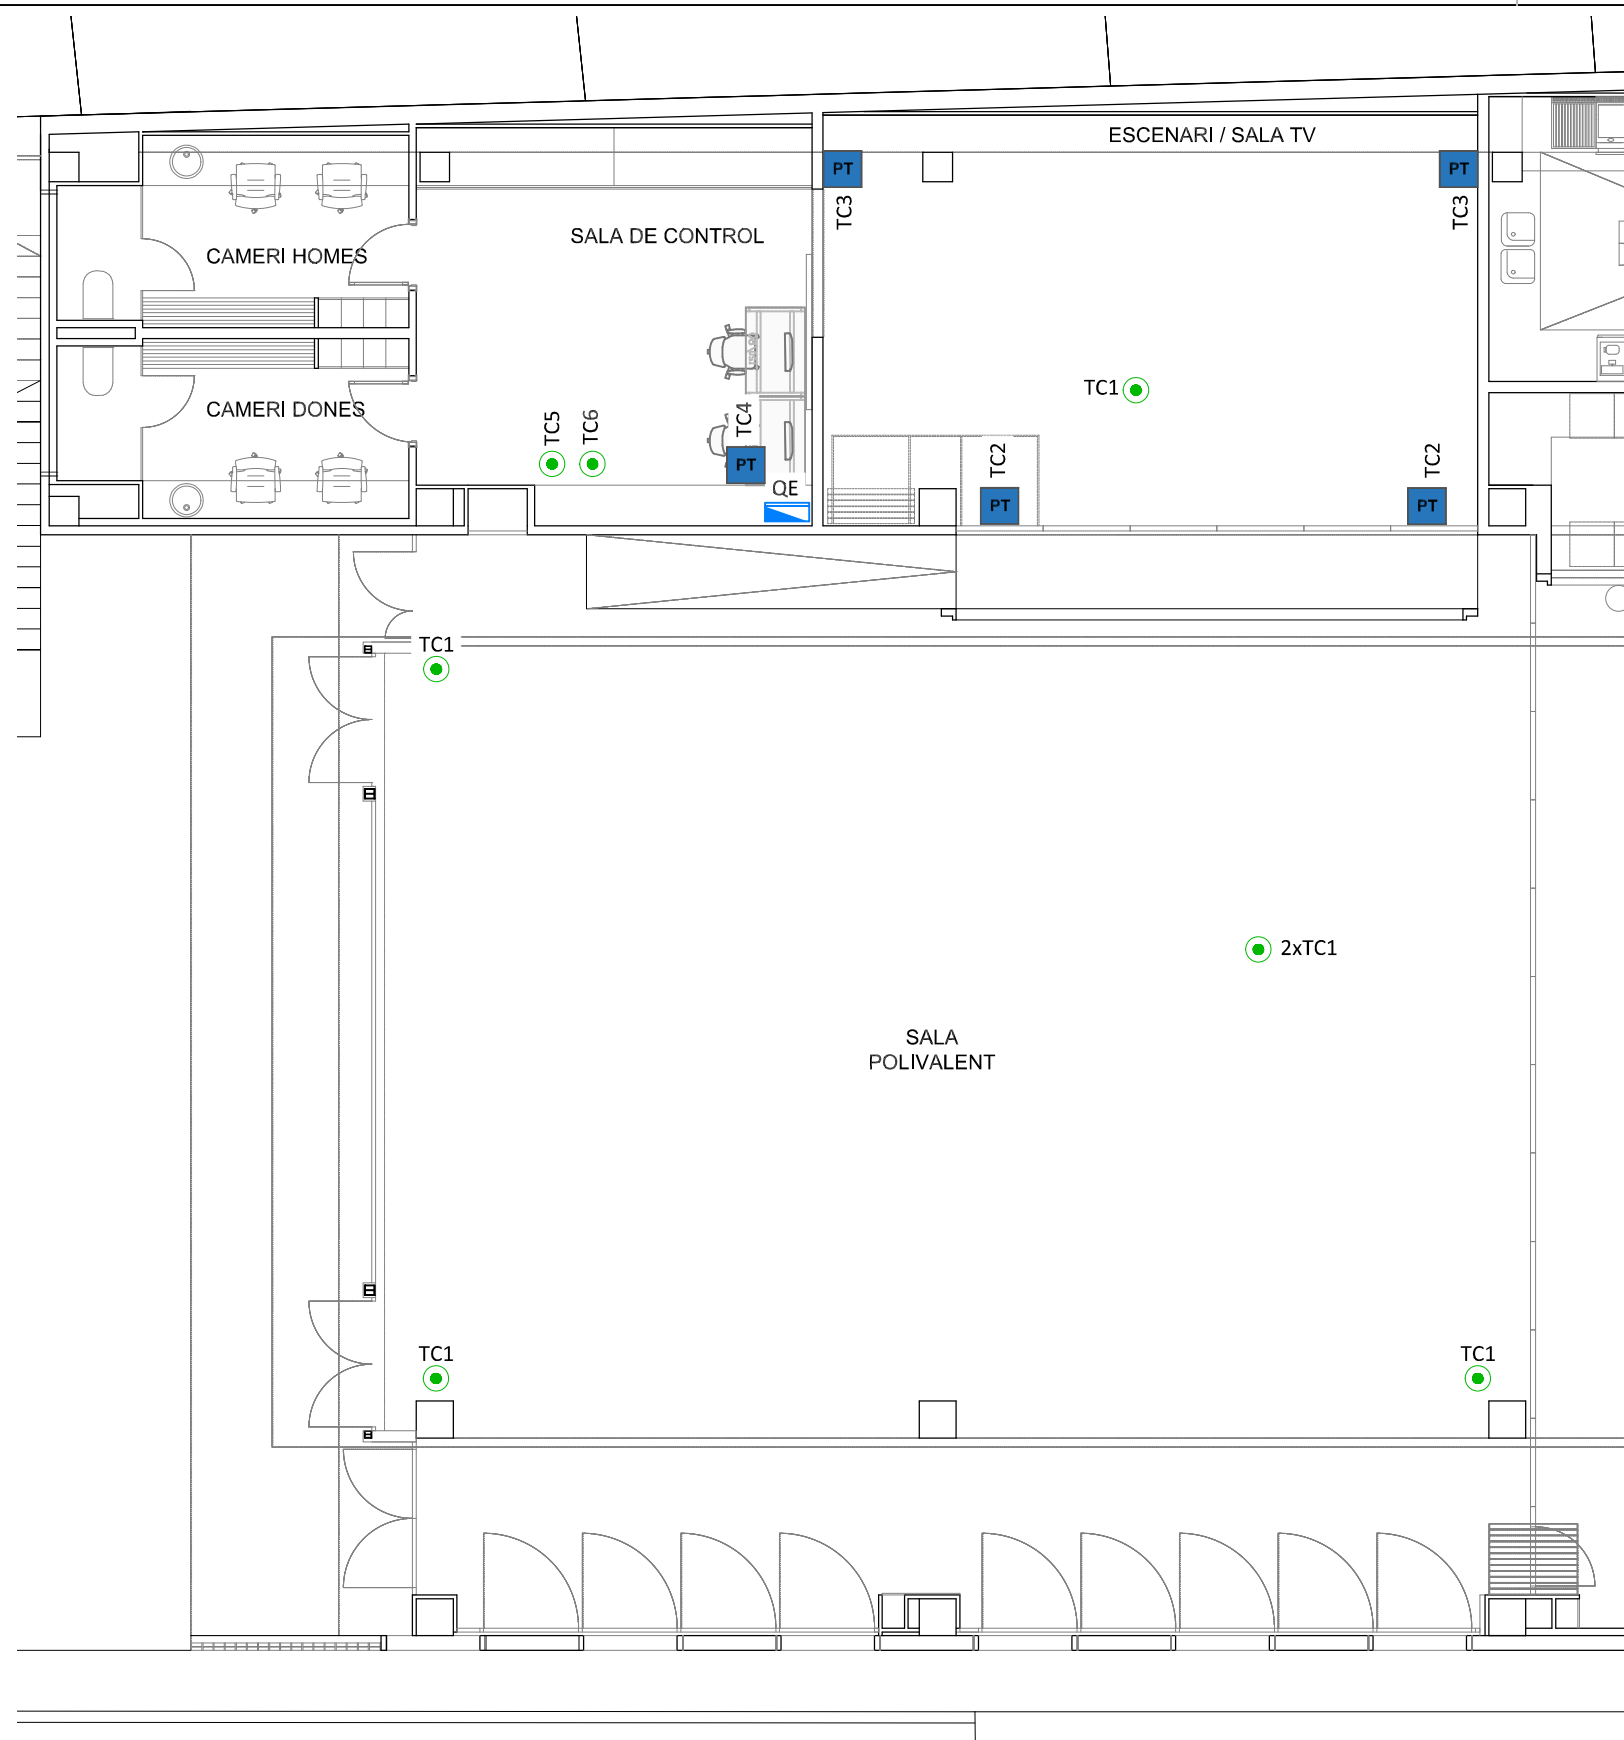 ESCENARI / SALA TV
PT
PT
TC3
TC3
SALA DE CONTROL
CAMERI HOMES
TC1
CAMERI DONES
TC5
TC6
TC4
PT
QE
TC2
PT
TC2
PT
TC1
2xTC1
SALA
POLIVALENT
TC1
TC1